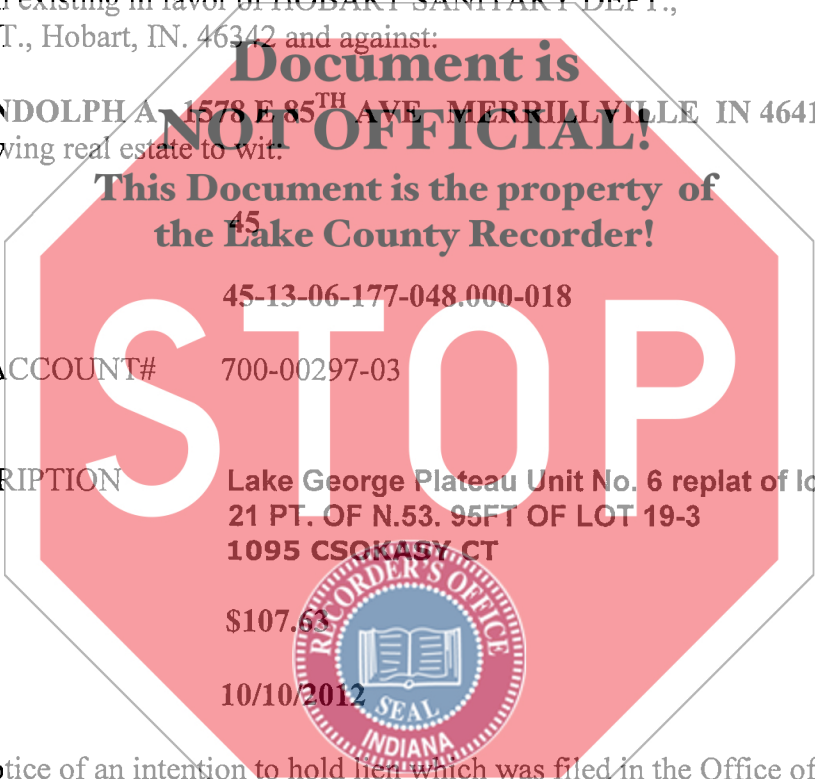 existing in favor of HOBART SANITARY DEPT.,
T., Hobart, IN. 46342 and against:
Document is
NDOLPH A 1578 E 85TH AVE MERRILLVILLE IN 4641
NOT OFFICIAL!
wing real estate to wit:
This Document is the property of
45
the Lake County Recorder!
45-13-06-177-048.000-018
STOP
ACCOUNT# 700-00297-03
RIPTION Lake George Plateau Unit No. 6 replat of lo
21 PT. OF N.53. 95FT OF LOT 19-3
1095 CSOKASY CT
RECORDER'S OFFICE
$107.63
10/10/2012
SEAL
INDIANA
tice of an intention to hold lien which was filed in the Office of